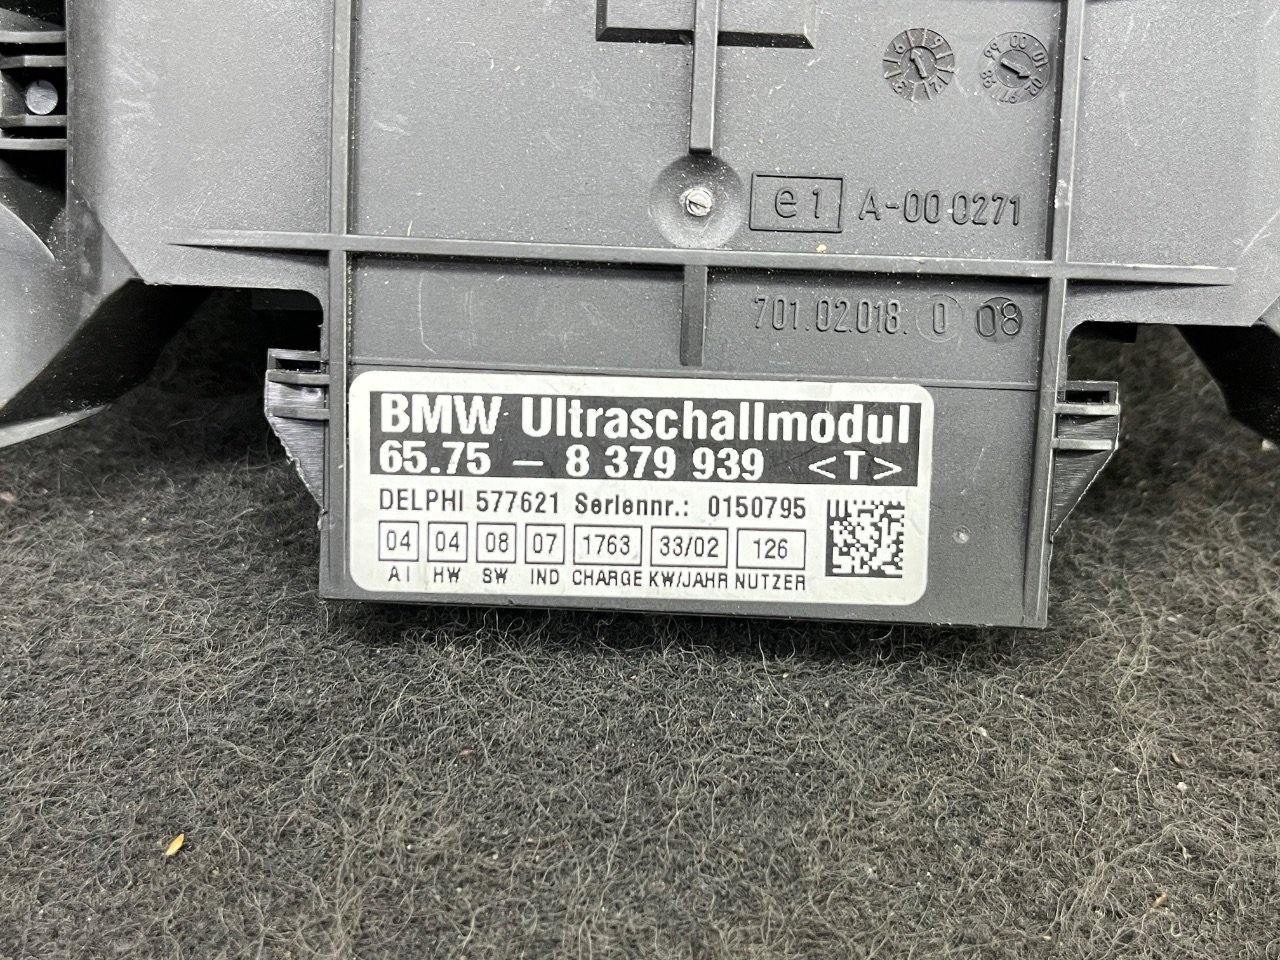 e1 A-00 0271
701.02.018. 0 08
BMW Ultraschallmodul
65.75 - 8 379 939 <T>
DELPHI 577621 Seriennr.: 0150795
04 04 08 07 1763 33/02 126
AI HW SW IND CHARGE KW/JAHR NUTZER